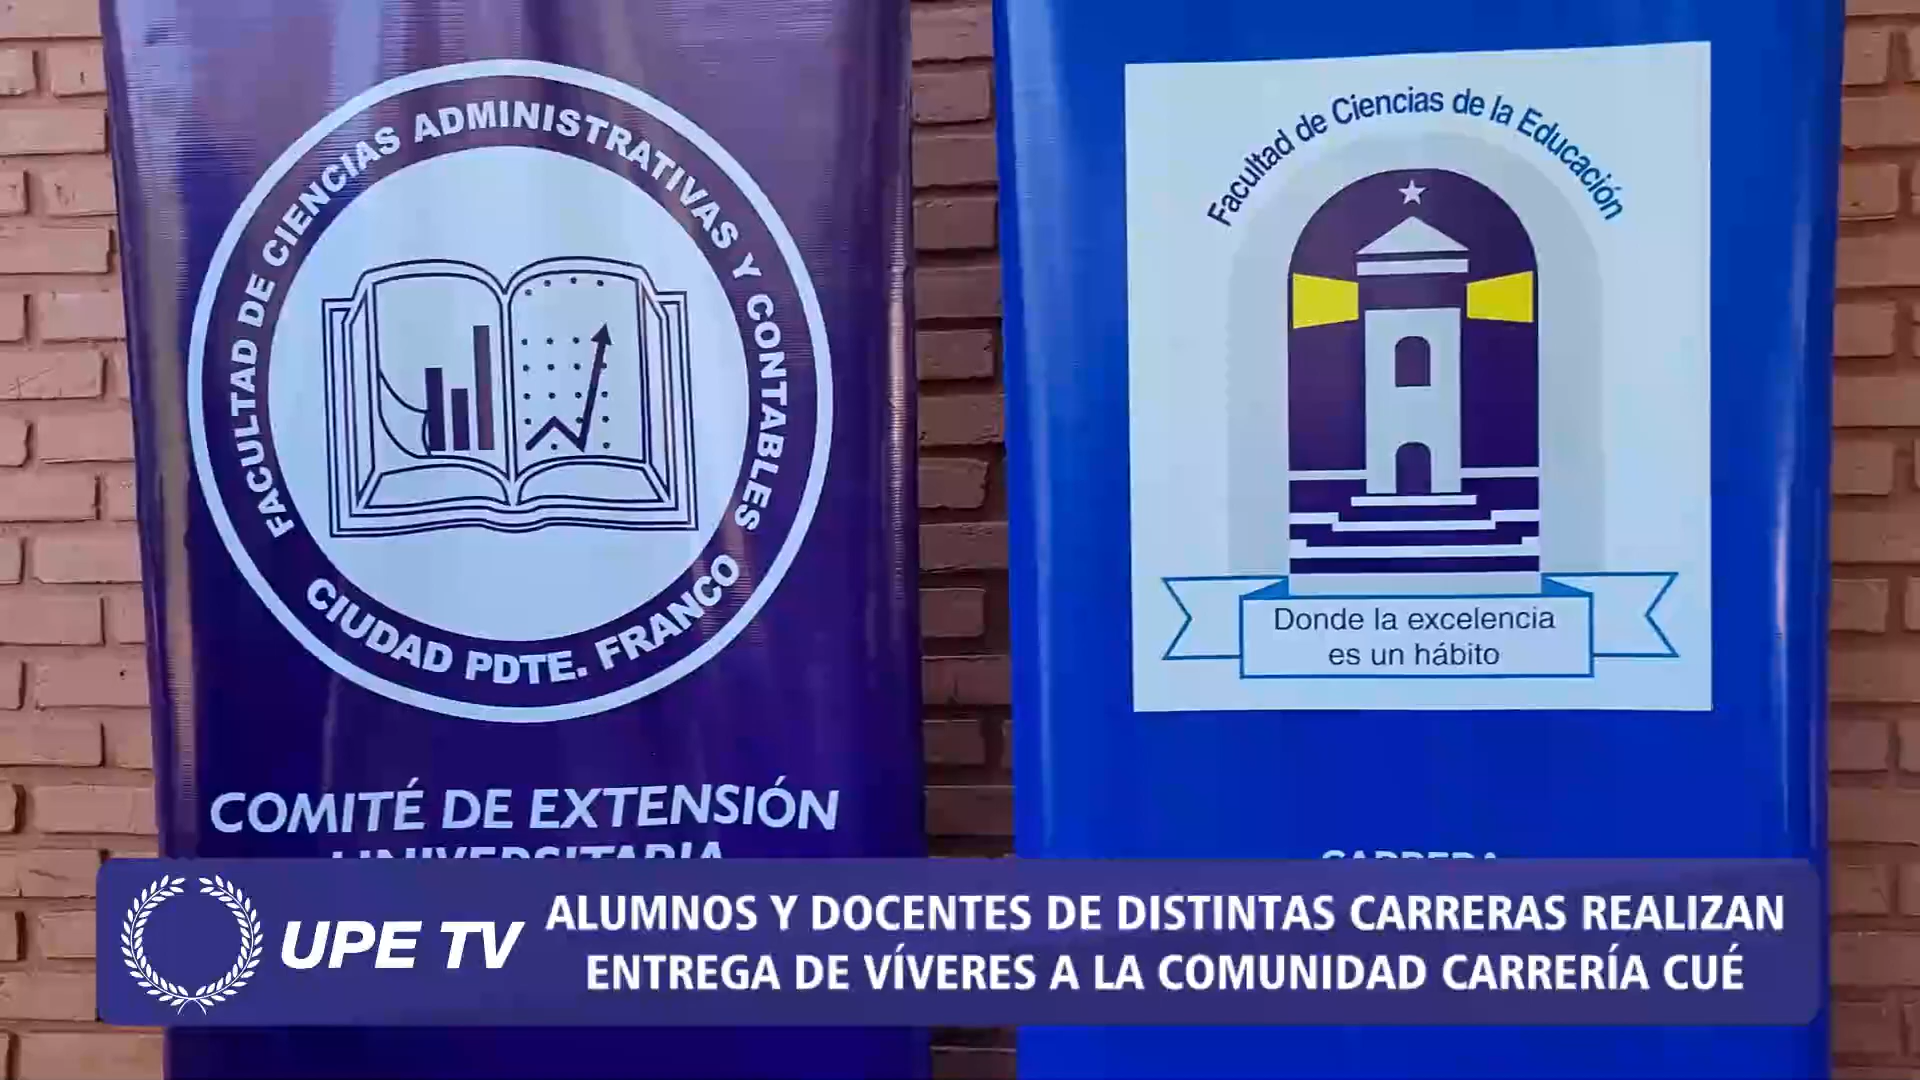 FACULTAD DE CIENCIAS ADMINISTRATIVAS Y CONTABLES
CIUDAD PDTE. FRANCO
COMITÉ DE EXTENSIÓN
UNIVERSITARIA
Facultad de Ciencias de la Educación
Donde la excelencia
es un hábito
CARRERA
UPE TV
ALUMNOS Y DOCENTES DE DISTINTAS CARRERAS REALIZAN
ENTREGA DE VÍVERES A LA COMUNIDAD CARRERÍA CUÉ